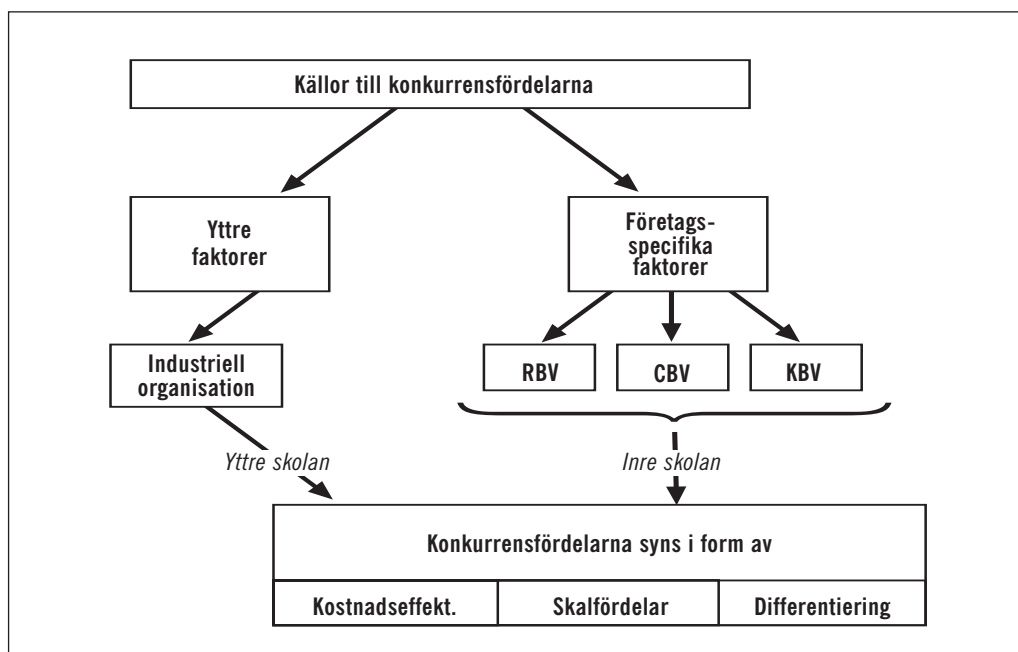 Källor till konkurrensfördelarna
Yttre
faktorer
Företags-
specifika
faktorer
Industriell
organisation
RBV
CBV
KBV
Yttre skolan
Inre skolan
Konkurrensfördelarna syns i form av
Kostnadseffekt.
Skalfördelar
Differentiering